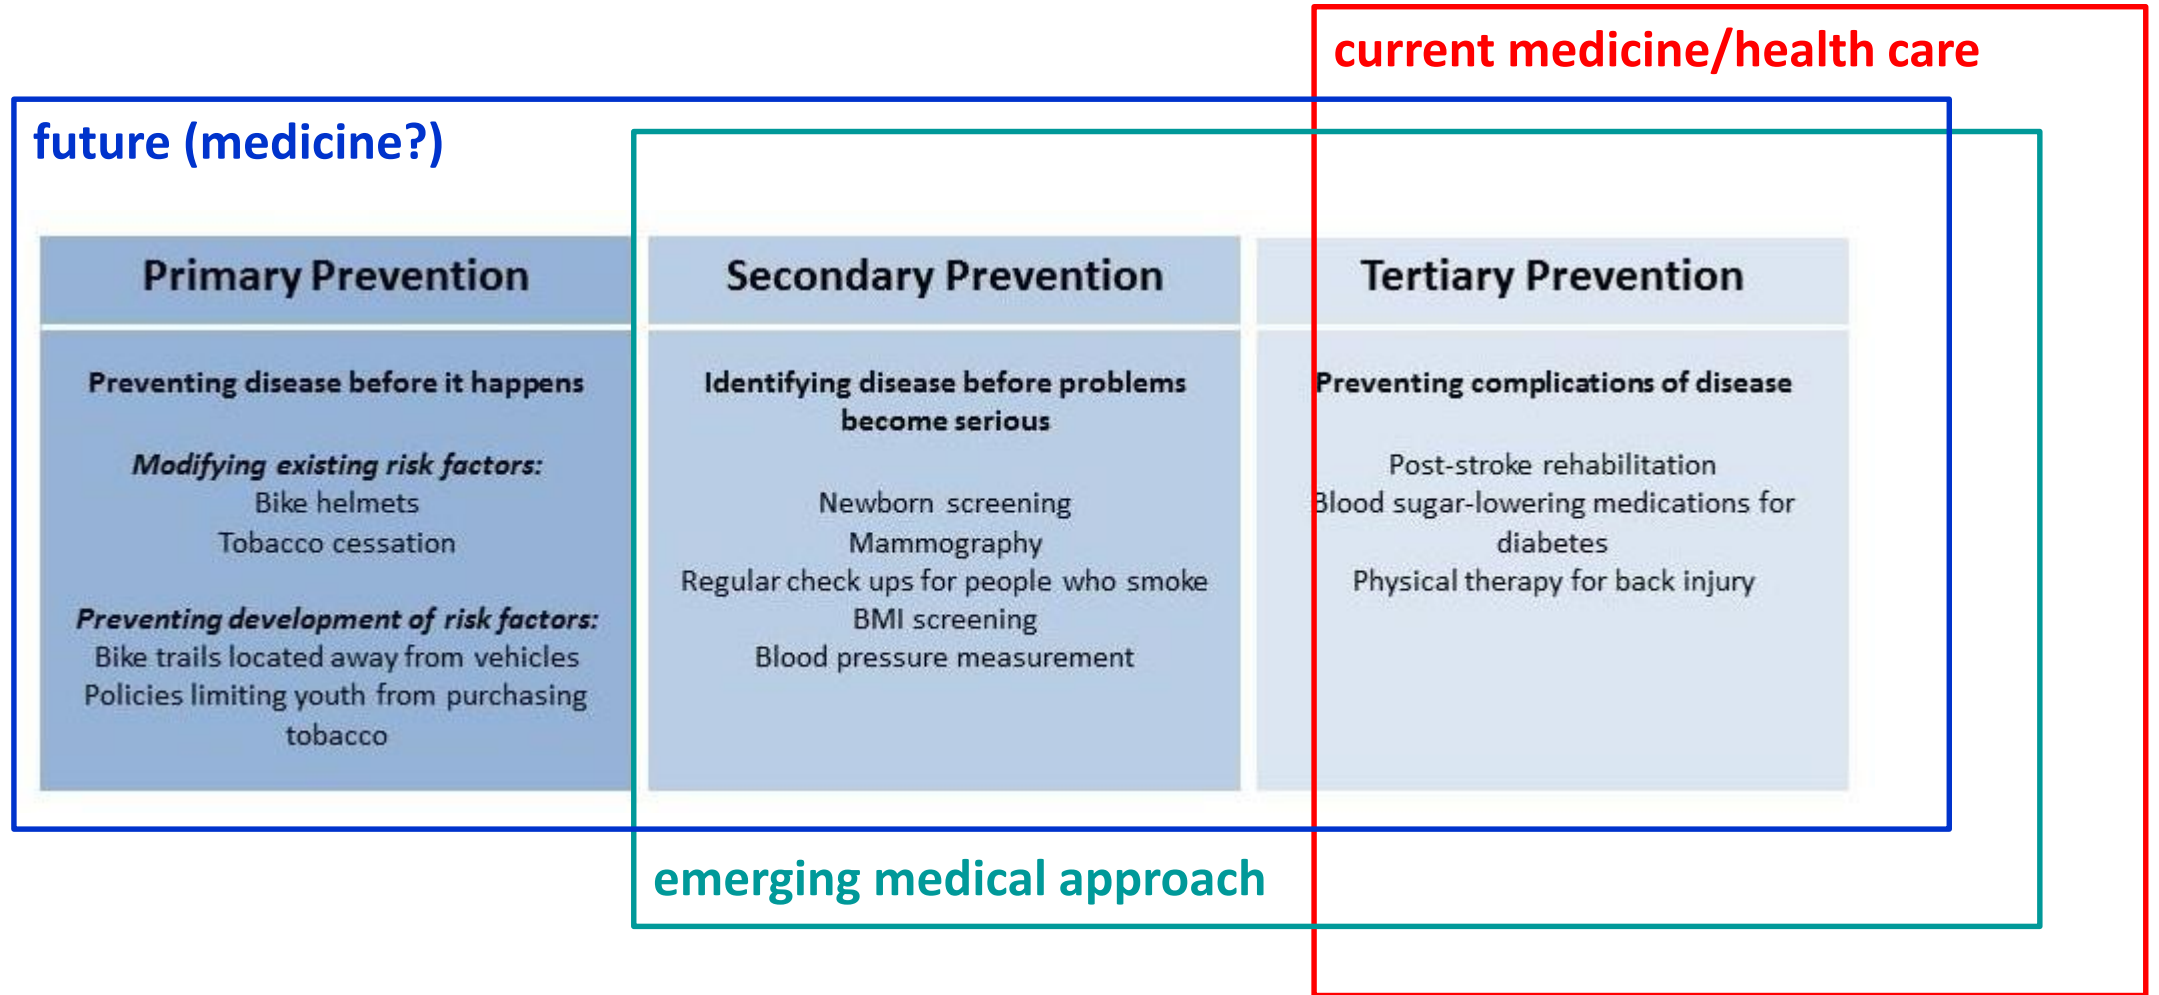 current medicine/health care
future (medicine?)
Primary Prevention
Preventing disease before it happens
Modifying existing risk factors:
Bike helmets
Tobacco cessation
Preventing development of risk factors:
Bike trails located away from vehicles
Policies limiting youth from purchasing
tobacco
Secondary Prevention
Identifying disease before problems
become serious
Newborn screening
Mammography
Regular check ups for people who smoke
BMI screening
Blood pressure measurement
Tertiary Prevention
Preventing complications of disease
Post-stroke rehabilitation
Blood sugar-lowering medications for
diabetes
Physical therapy for back injury
emerging medical approach